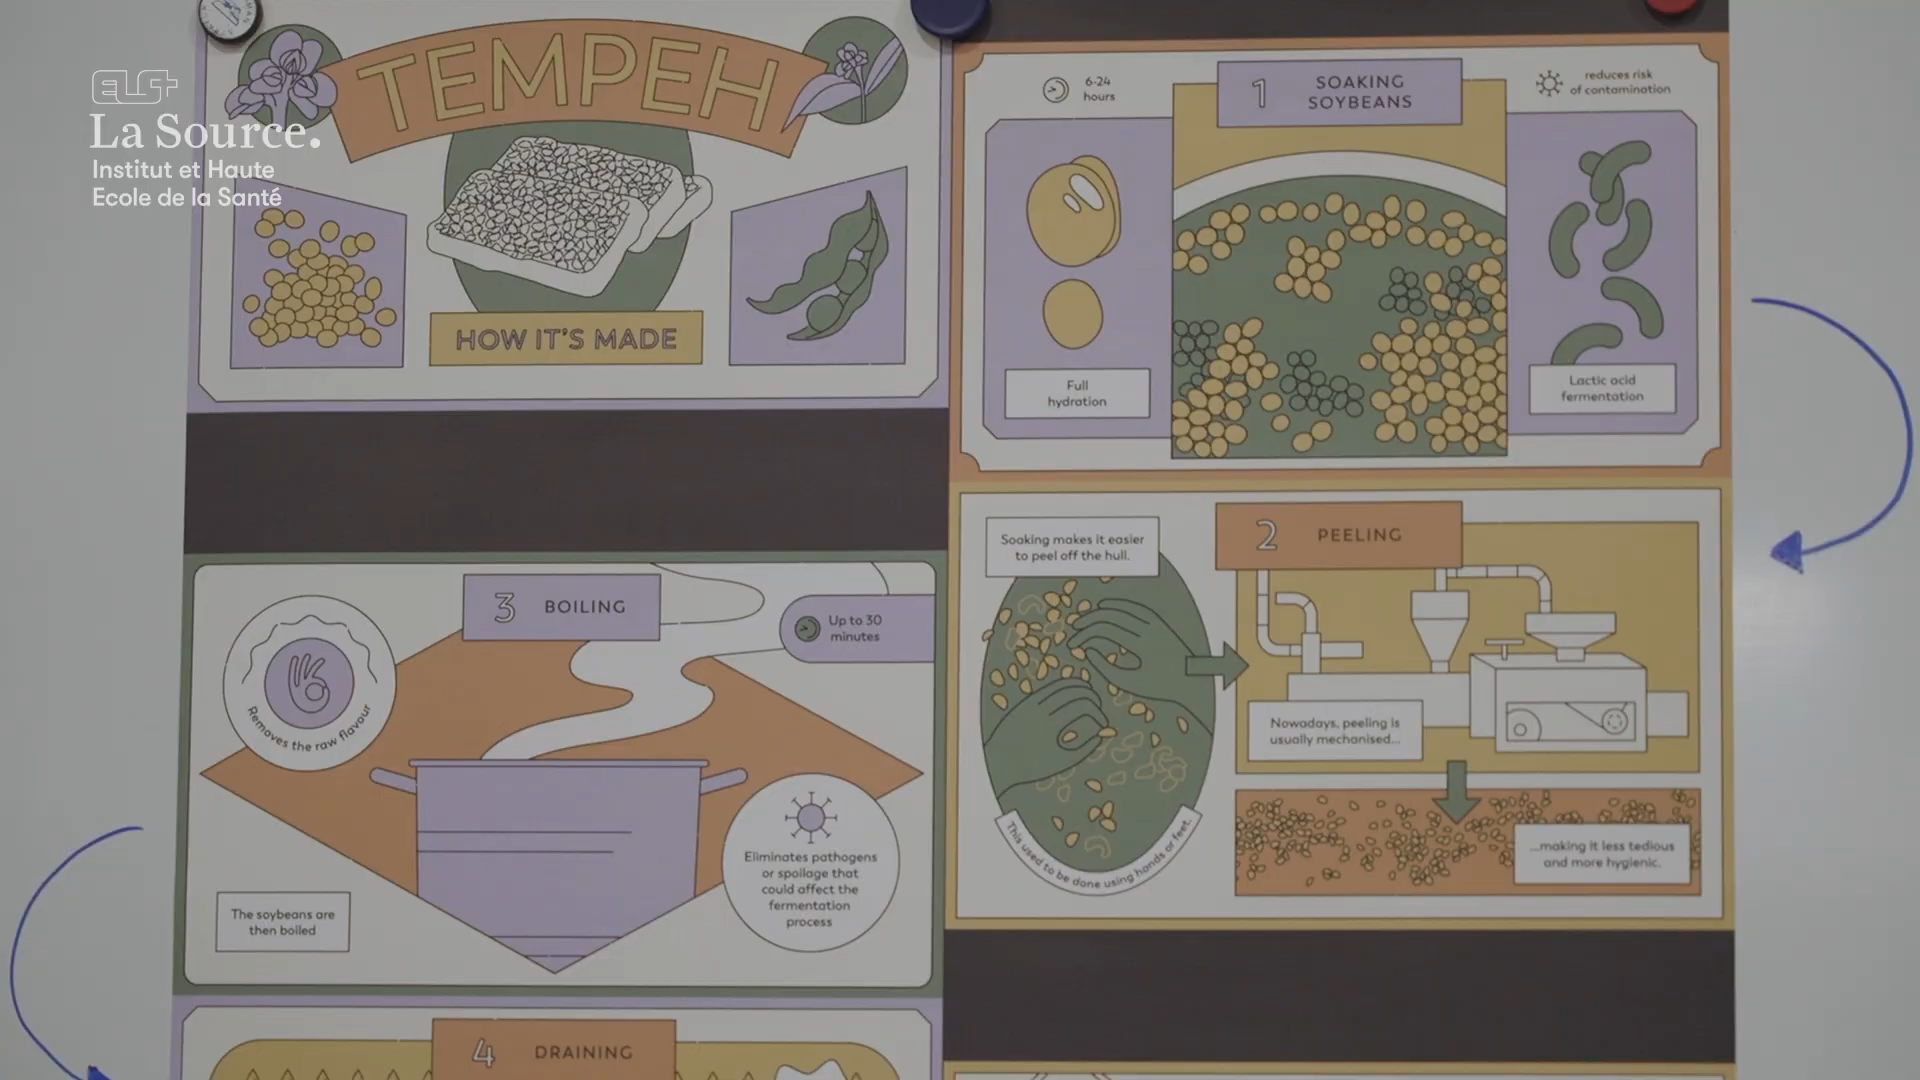 ELS+
La Source.
Institut et Haute
Ecole de la Santé
TEMPEH
HOW IT'S MADE
6-24
hours
1 SOAKING
SOYBEANS
reduces risk
of contamination
Full
hydration
Lactic acid
fermentation
Soaking makes it easier
to peel off the hull.
2 PEELING
Nowadays, peeling is
usually mechanised...
This used to be done using hands or feet.
...making it less tedious
and more hygienic.
3 BOILING
Up to 30
minutes
Removes the raw flavour
Eliminates pathogens
or spoilage that
could affect the
fermentation
process
The soybeans are
then boiled
4 DRAINING